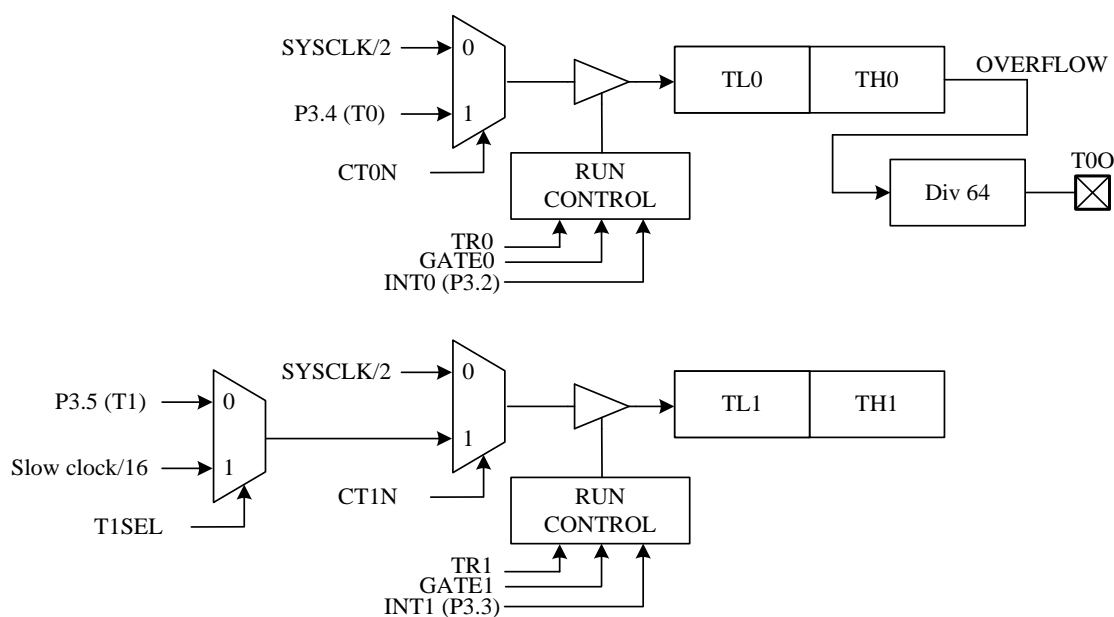 SYSCLK/2
0
TL0
TH0
OVERFLOW
P3.4 (T0)
1
T0O
CT0N
RUN
CONTROL
Div 64
TR0
GATE0
INT0 (P3.2)
SYSCLK/2
0
P3.5 (T1)
0
TL1
TH1
1
Slow clock/16
1
CT1N
RUN
CONTROL
T1SEL
TR1
GATE1
INT1 (P3.3)